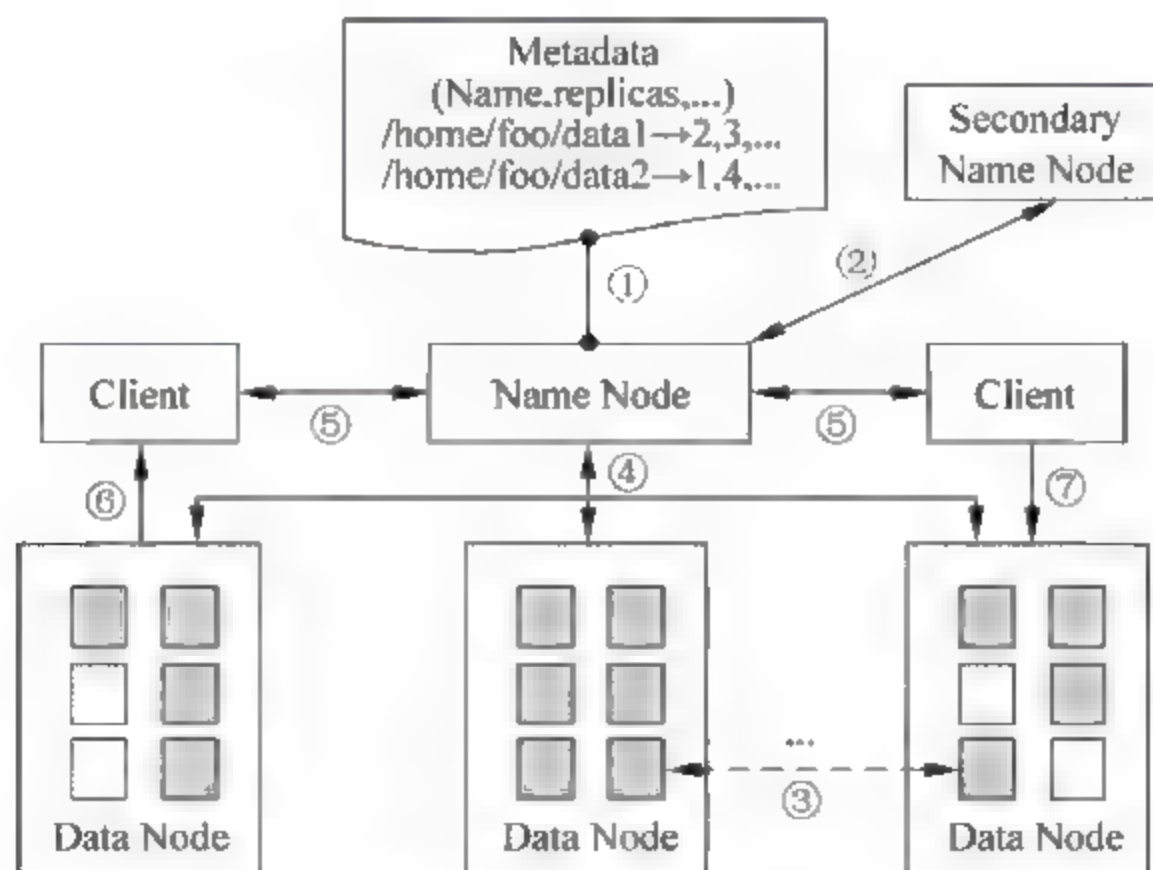 Metadata
(Name.replicas,...)
/home/foo/data1→2,3,...
/home/foo/data2→1,4,...
Secondary
Name Node
②
①
Client
Name Node
Client
⑤
⑤
④
⑥
⑦
...
③
Data Node
Data Node
Data Node